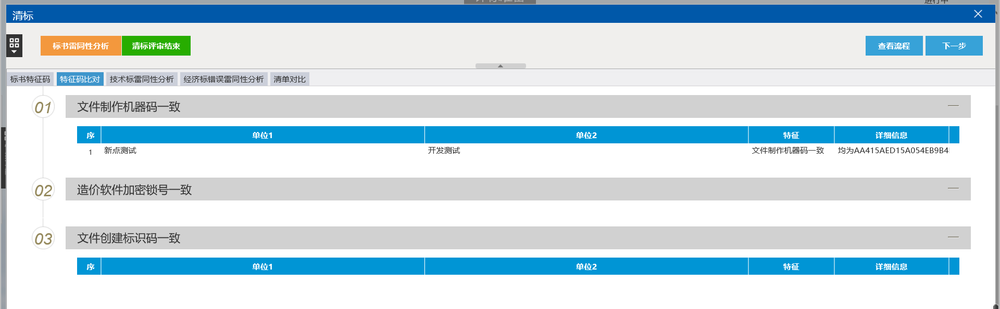 进行中
清标
标书雷同性分析
清标评审结束
查看流程
下一步
标书特征码
特征码比对
技术标雷同性分析
经济标错误雷同性分析
清单对比
01
文件制作机器码一致
序 单位1 单位2 特征 详细信息
1 新点测试 开发测试 文件制作机器码一致 均为AA415AED15A054EB9B4
02
造价软件加密锁号一致
03
文件创建标识码一致
序 单位1 单位2 特征 详细信息